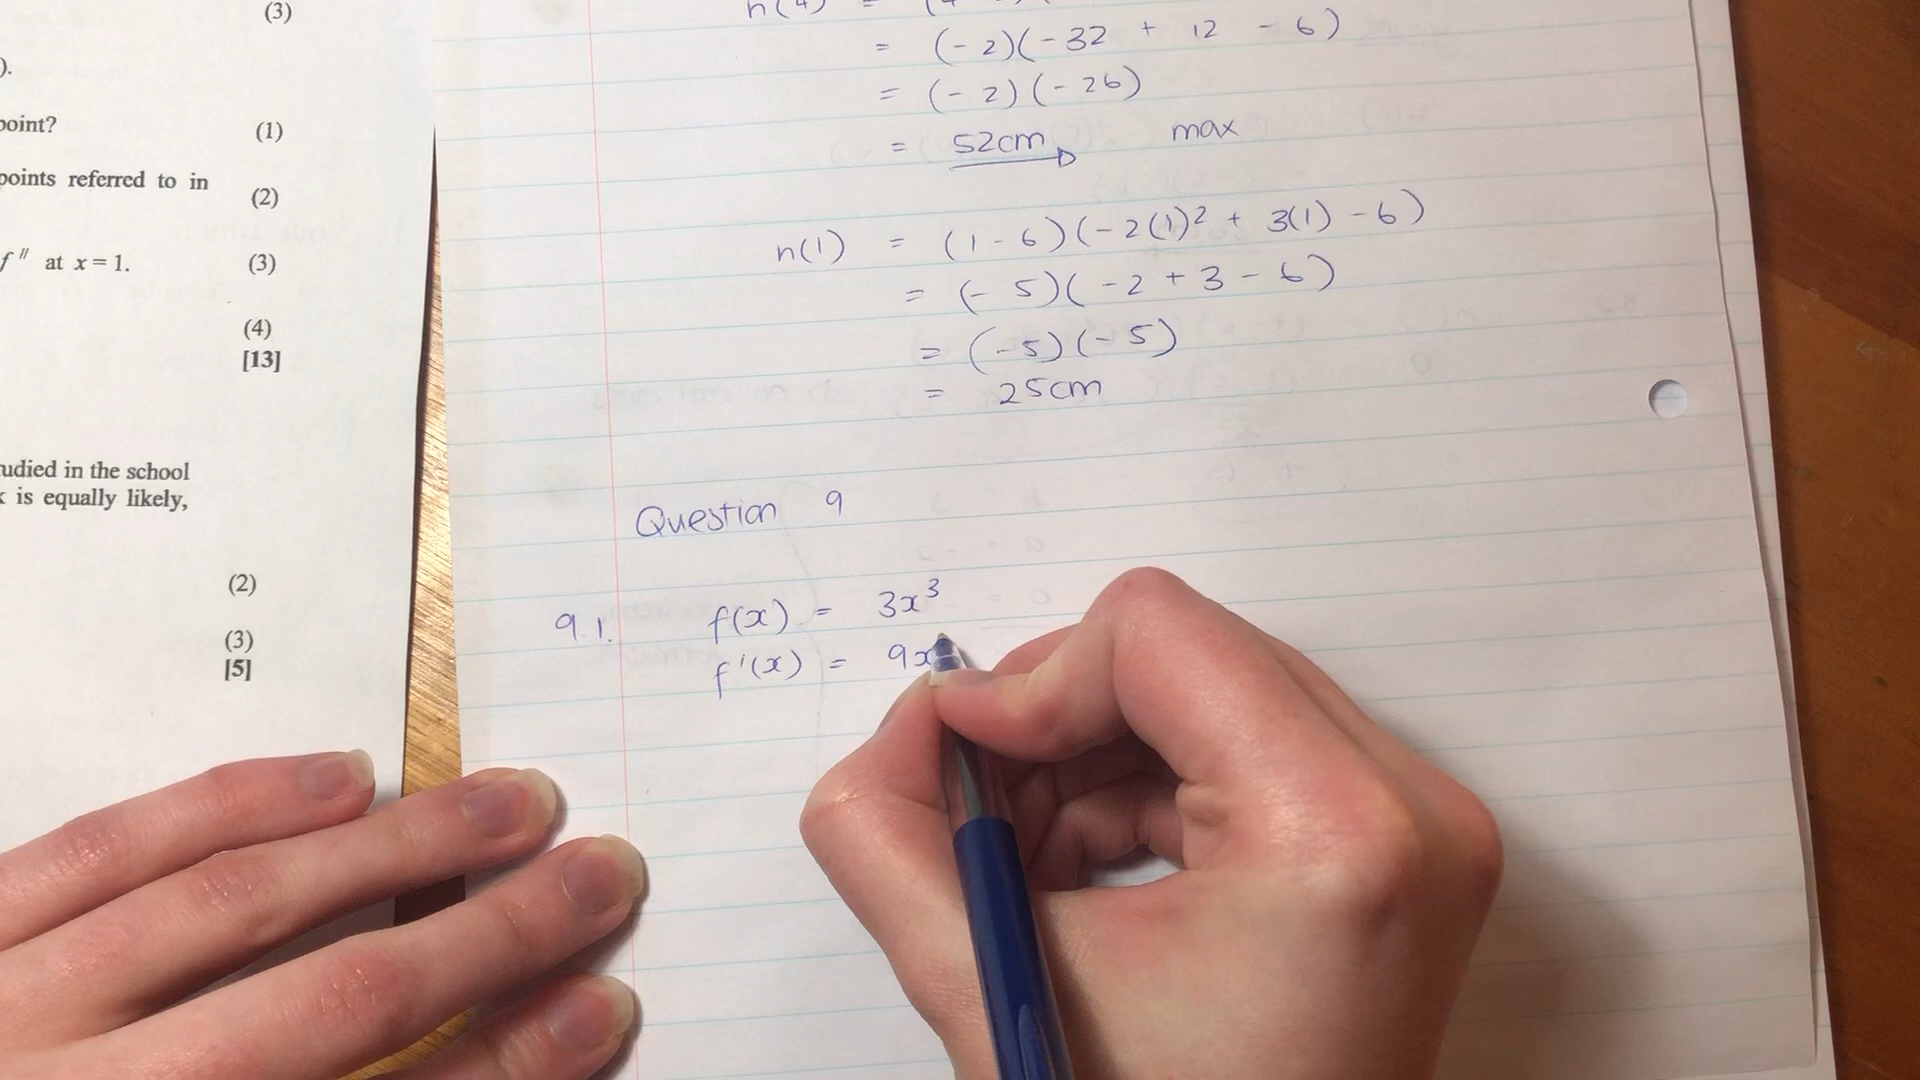 (3)
).
point?
(1)
points referred to in
(2)
f″ at x = 1.
(3)
(4)
[13]
studied in the school
is equally likely,
(2)
(3)
[5]
= (-2)(-32 + 12 - 6)
= (-2)(-26)
= 52cm max
n(1) = (1-6)(-2(1)² + 3(1) - 6)
= (-5)(-2 + 3 - 6)
= (-5)(-5)
= 25cm
Question 9
9.1. f(x) = 3x³
f'(x) = 9x